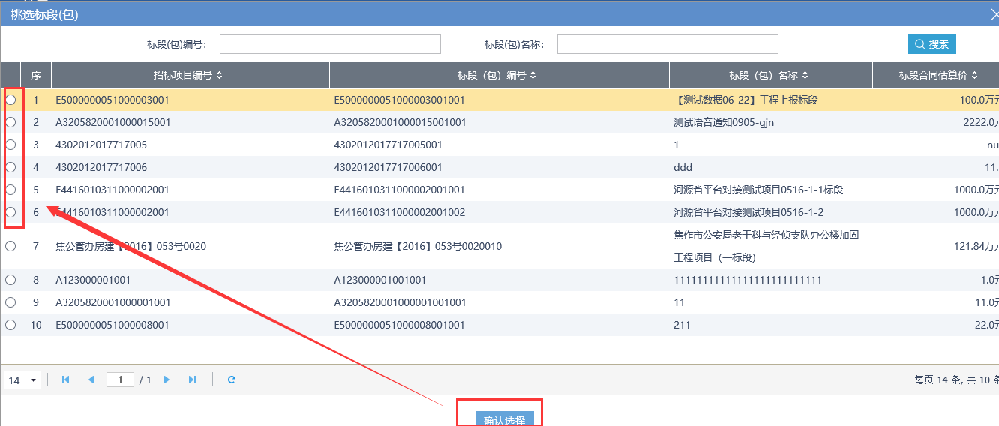 挑选标段(包)
标段(包)编号： 标段(包)名称： 搜索
序 招标项目编号 标段（包）编号 标段（包）名称 标段合同估算价
1 E5000000051000003001 E5000000051000003001001 【测试数据06-22】工程上报标段 100.0万元
2 A3205820001000015001 A3205820001000015001001 测试语音通知0905-gjn 2222.0元
3 4302012017717005 4302012017717005001 1 nu
4 4302012017717006 4302012017717006001 ddd 11.
5 E4416010311000002001 E4416010311000002001001 河源省平台对接测试项目0516-1-1标段 1000.0万元
6 E4416010311000002001 E4416010311000002001002 河源省平台对接测试项目0516-1-2 1000.0万元
7 焦公管办房建【2016】053号0020 焦公管办房建【2016】053号0020010 焦作市公安局老干科与经侦支队办公楼加固 121.84万元
工程项目（一标段）
8 A123000001001 A123000001001001 1.0元
9 A3205820001000001001 A3205820001000001001001 11 11.0元
10 E5000000051000008001 E5000000051000008001001 211 22.0元
14 1 / 1 每页 14 条, 共 10 条
确认选择